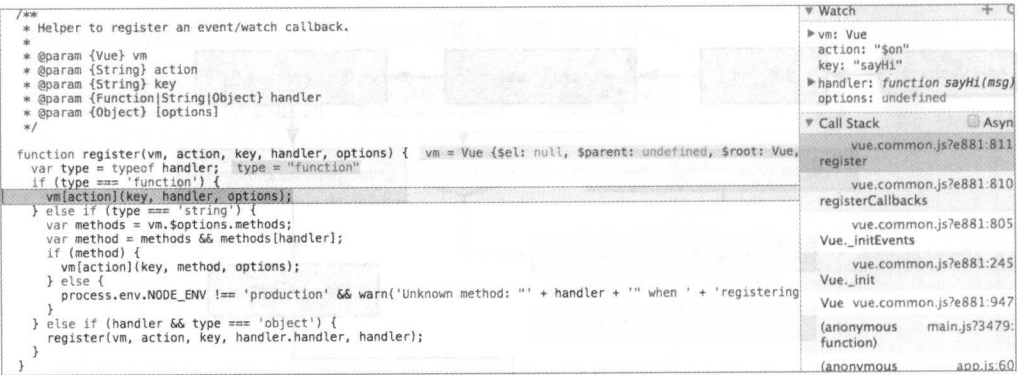 /**
 * Helper to register an event/watch callback.
 *
 * @param {Vue} vm
 * @param {String} action
 * @param {String} key
 * @param {Function|String|Object} handler
 * @param {Object} [options]
 */
function register(vm, action, key, handler, options) {  vm = Vue {$el: null, $parent: undefined, $root: Vue,
  var type = typeof handler;  type = "function"
  if (type === 'function') {
    vm[action](key, handler, options);
  } else if (type === 'string') {
    var methods = vm.$options.methods;
    var method = methods && methods[handler];
    if (method) {
      vm[action](key, method, options);
    } else {
      process.env.NODE_ENV !== 'production' && warn('Unknown method: "' + handler + '" when ' + 'registering
    }
  } else if (handler && type === 'object') {
    register(vm, action, key, handler.handler, handler);
  }
}
Watch
vm: Vue
action: "$on"
key: "sayHi"
handler: function sayHi(msg)
options: undefined
Call Stack Asyn
vue.common.js?e881:811
register
vue.common.js?e881:810
registerCallbacks
vue.common.js?e881:805
Vue._initEvents
vue.common.js?e881:245
Vue._init
Vue vue.common.js?e881:947
(anonymous main.js?3479:
function)
(anonymous app.js:60